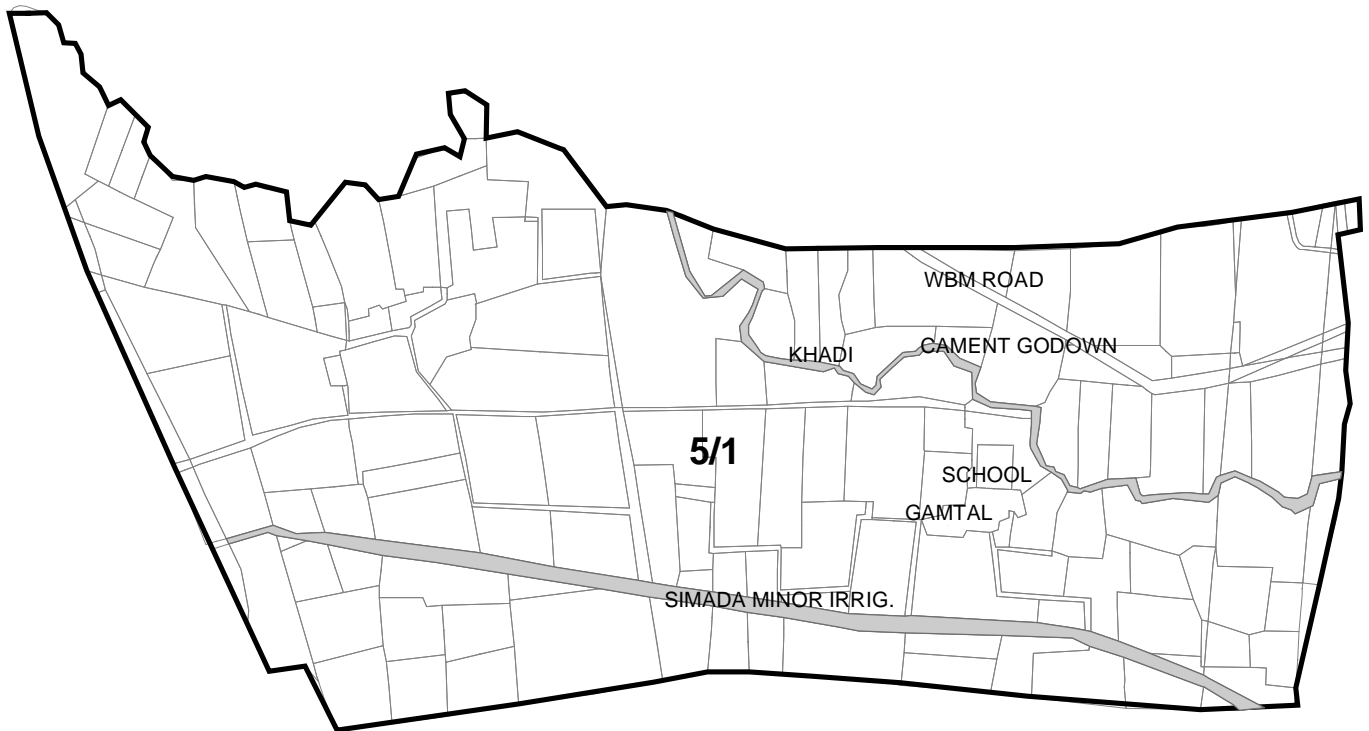 WBM ROAD
CAMENT GODOWN
KHADI
5/1
SCHOOL
GAMTAL
SIMADA MINOR IRRIG.